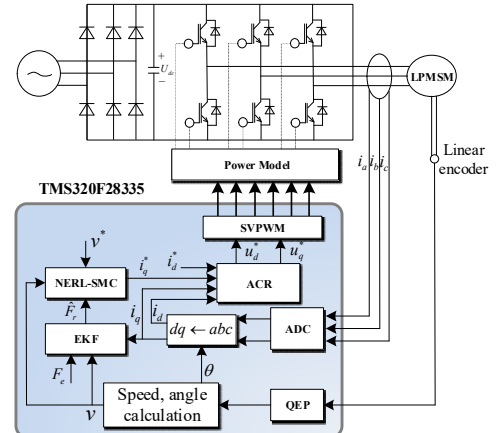 +
U_dc
−
LPMSM
Linear
encoder
i_a i_b i_c
Power Model
TMS320F28335
SVPWM
v*
u_d* u_q*
i_q* i_d*
NERL-SMC
ACR
F̂_r
i_q i_d
EKF
dq ← abc
ADC
F_e
θ
v
Speed, angle
calculation
QEP